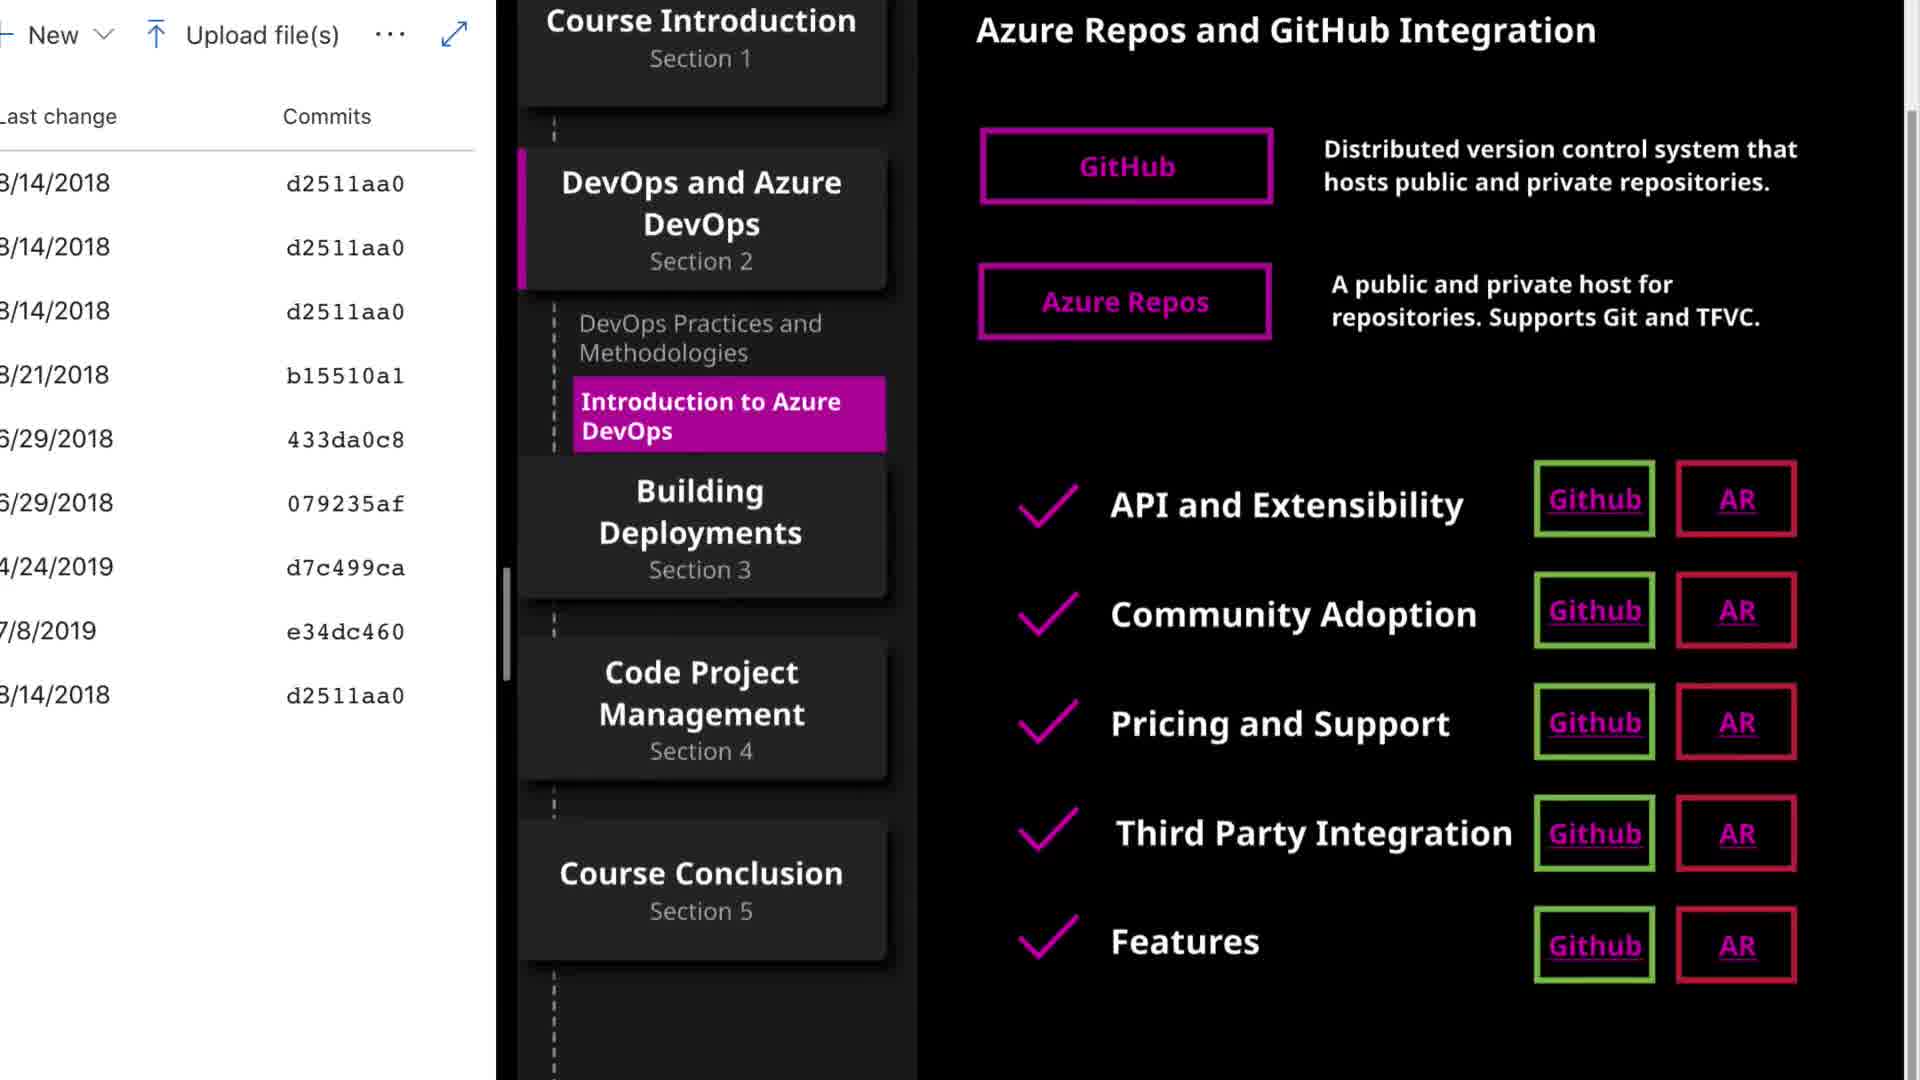 New
Upload file(s)
Last change Commits
8/14/2018 d2511aa0
8/14/2018 d2511aa0
8/14/2018 d2511aa0
8/21/2018 b15510a1
6/29/2018 433da0c8
6/29/2018 079235af
4/24/2019 d7c499ca
7/8/2019 e34dc460
8/14/2018 d2511aa0
Course Introduction
Section 1
DevOps and Azure
DevOps
Section 2
DevOps Practices and
Methodologies
Introduction to Azure
DevOps
Building
Deployments
Section 3
Code Project
Management
Section 4
Course Conclusion
Section 5
Azure Repos and GitHub Integration
GitHub
Distributed version control system that
hosts public and private repositories.
Azure Repos
A public and private host for
repositories. Supports Git and TFVC.
API and Extensibility Github AR
Community Adoption Github AR
Pricing and Support Github AR
Third Party Integration Github AR
Features Github AR